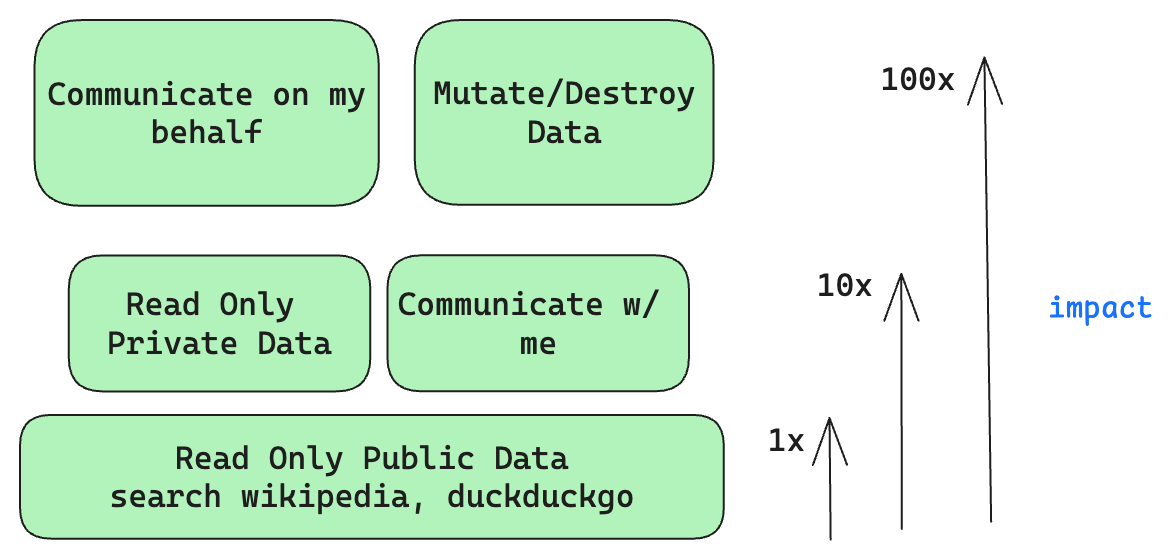 Communicate on my
behalf
Mutate/Destroy
Data
100x
Read Only
Private Data
Communicate w/
me
10x
impact
Read Only Public Data
search wikipedia, duckduckgo
1x